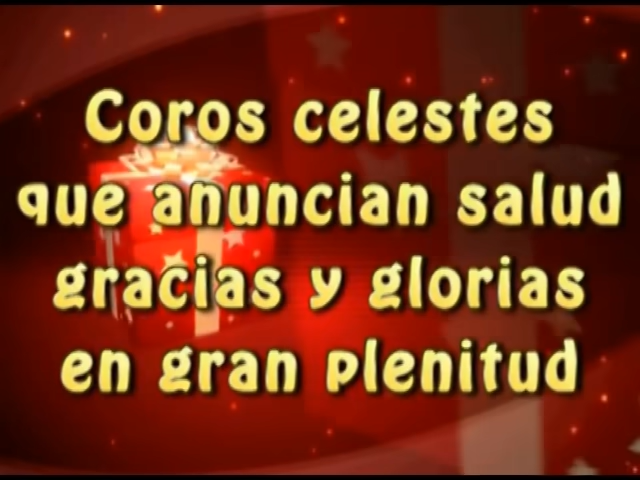 Coros celestes
que anuncian salud
gracias y glorias
en gran plenitud